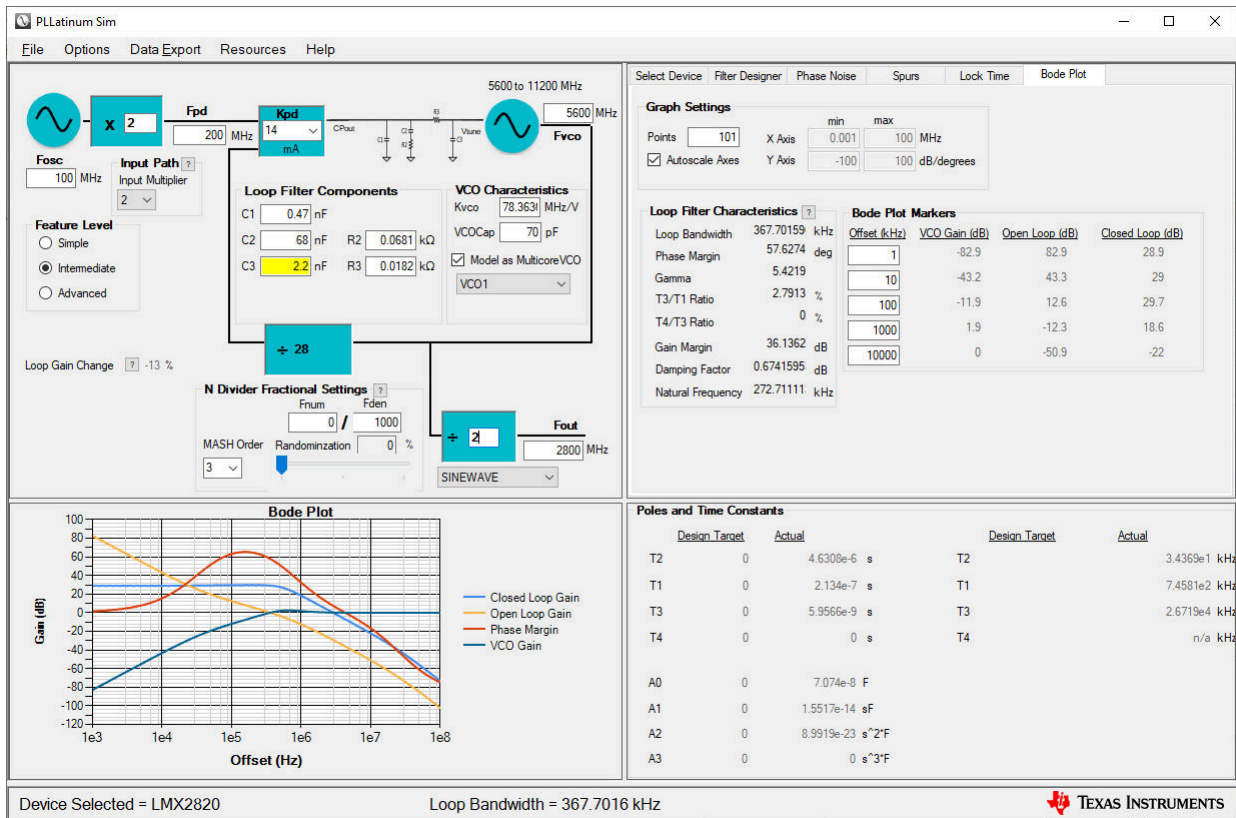 PLLatinum Sim
File Options Data Export Resources Help
5600 to 11200 MHz
X 2
Fpd
200 MHz
Kpd
14
mA
CPout
C1
C2
R2
R3
C3
Vtune
5600 MHz
Fvco
Fosc
100 MHz
Input Path ?
Input Multiplier
2
Feature Level
Simple
Intermediate
Advanced
Loop Filter Components
C1 0.47 nF
C2 68 nF R2 0.0681 kΩ
C3 2.2 nF R3 0.0182 kΩ
VCO Characteristics
Kvco 78.363 MHz/V
VCOCap 70 pF
Model as MulticoreVCO
VCO1
÷ 28
Loop Gain Change ? -13 %
N Divider Fractional Settings ?
Fnum Fden
0 / 1000
MASH Order Randominzation 0 %
3
÷ 2
Fout
2800 MHz
SINEWAVE
Select Device Filter Designer Phase Noise Spurs Lock Time Bode Plot
Graph Settings
min max
Points 101 X Axis 0.001 100 MHz
Autoscale Axes Y Axis -100 100 dB/degrees
Loop Filter Characteristics ?
Loop Bandwidth 367.70159 kHz
Phase Margin 57.6274 deg
Gamma 5.4219
T3/T1 Ratio 2.7913 %
T4/T3 Ratio 0 %
Gain Margin 36.1362 dB
Damping Factor 0.6741595 dB
Natural Frequency 272.71111 kHz
Bode Plot Markers
Offset (kHz) VCO Gain (dB) Open Loop (dB) Closed Loop (dB)
1 -82.9 82.9 28.9
10 -43.2 43.3 29
100 -11.9 12.6 29.7
1000 1.9 -12.3 18.6
10000 0 -50.9 -22
Bode Plot
Gain (dB)
100
80
60
40
20
0
-20
-40
-60
-80
-100
-120
1e3 1e4 1e5 1e6 1e7 1e8
Offset (Hz)
Closed Loop Gain
Open Loop Gain
Phase Margin
VCO Gain
Poles and Time Constants
Design Target Actual Design Target Actual
T2 0 4.6308e-6 s T2 3.4369e1 kHz
T1 0 2.134e-7 s T1 7.4581e2 kHz
T3 0 5.9566e-9 s T3 2.6719e4 kHz
T4 0 0 s T4 n/a kHz
A0 0 7.074e-8 F
A1 0 1.5517e-14 sF
A2 0 8.9919e-23 s^2*F
A3 0 0 s^3*F
Device Selected = LMX2820 Loop Bandwidth = 367.7016 kHz TEXAS INSTRUMENTS